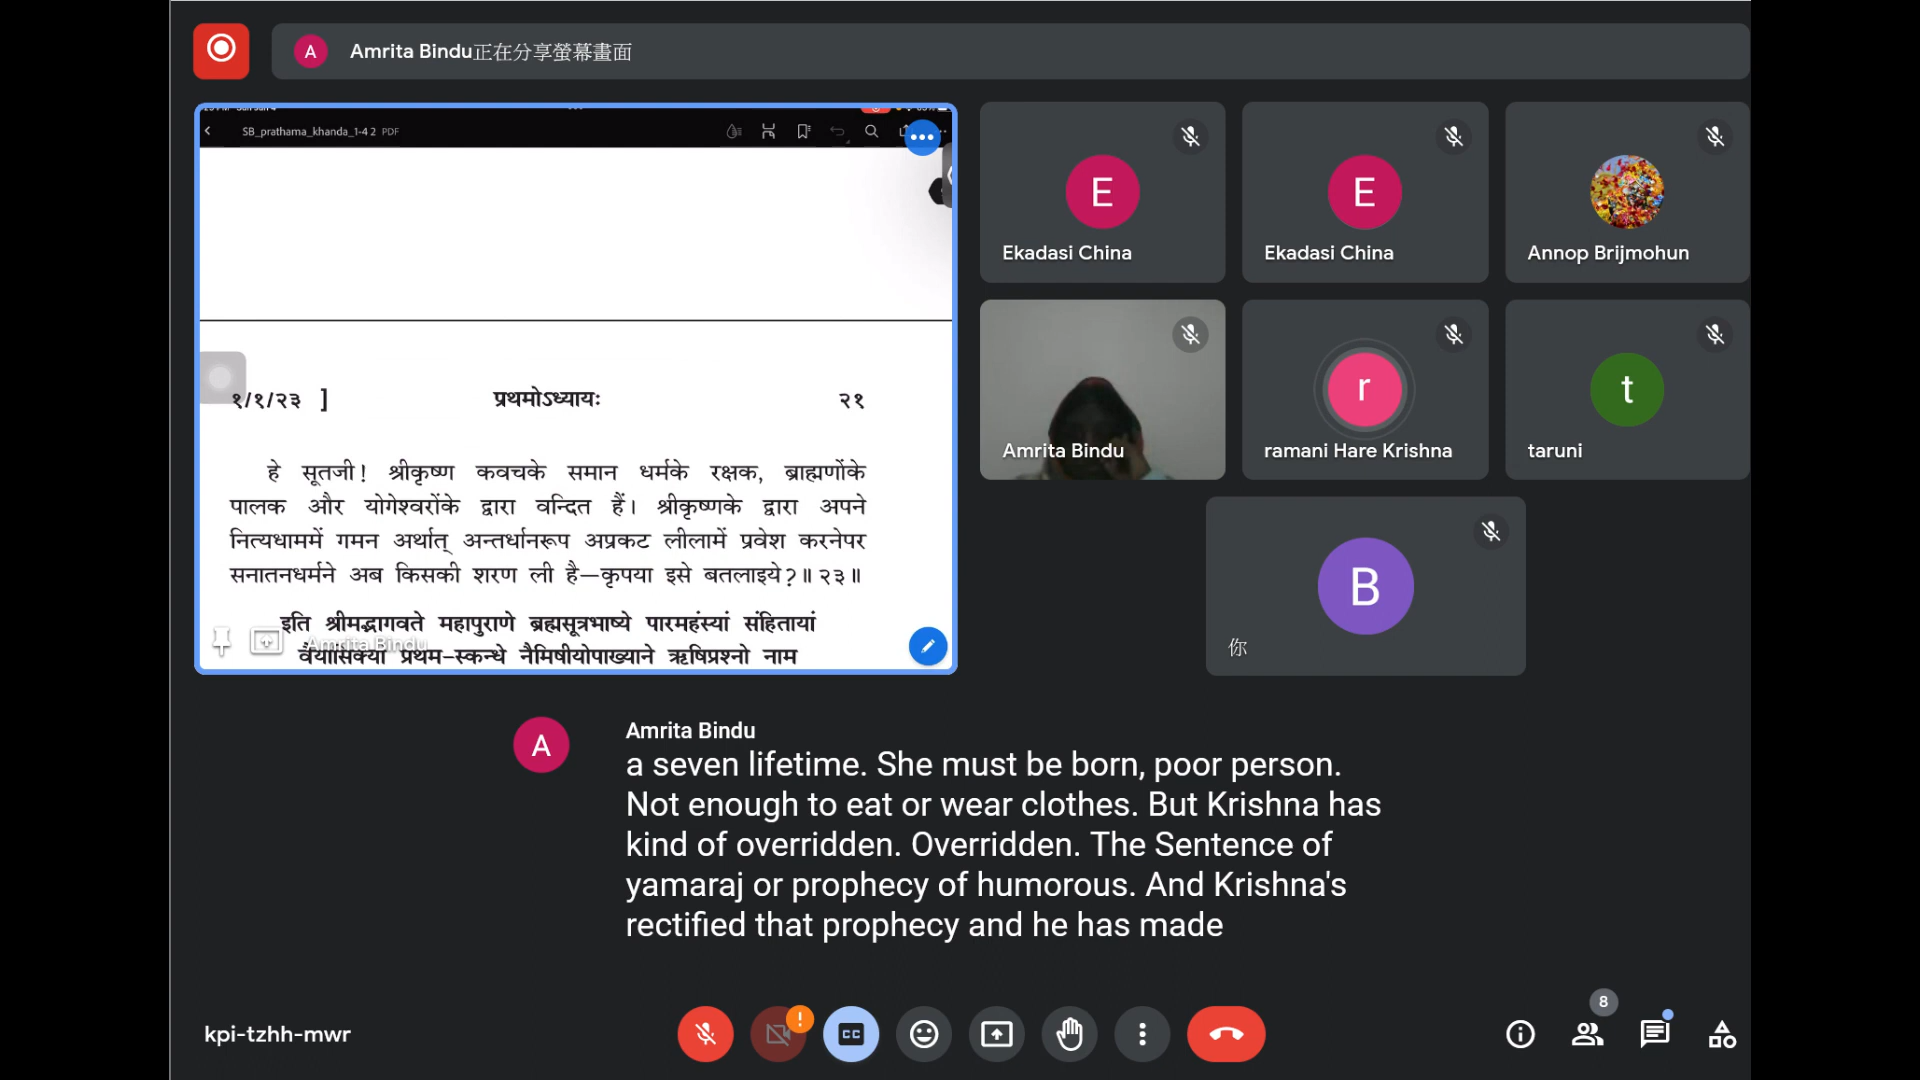 A Amrita Bindu正在分享螢幕畫面
SB_prathama_khanda_1-4 2 PDF
१/१/२३ ] प्रथमोऽध्यायः २१
हे सूतजी! श्रीकृष्ण कवचके समान धर्मके रक्षक, ब्राह्मणोंके
पालक और योगेश्वरोंके द्वारा वन्दित हैं। श्रीकृष्णके द्वारा अपने
नित्यधाममें गमन अर्थात् अन्तर्धानरूप अप्रकट लीलामें प्रवेश करनेपर
सनातनधर्मने अब किसकी शरण ली है—कृपया इसे बतलाइये?॥२३॥
इति श्रीमद्भागवते महापुराणे ब्रह्मसूत्रभाष्ये पारमहंस्यां संहितायां
वैयासिक्यां प्रथम-स्कन्धे नैमिषीयोपाख्याने ऋषिप्रश्नो नाम
Amrita Bindu
E
Ekadasi China
E
Ekadasi China
Annop Brijmohun
Amrita Bindu
r
ramani Hare Krishna
t
taruni
B
你
A
Amrita Bindu
a seven lifetime. She must be born, poor person.
Not enough to eat or wear clothes. But Krishna has
kind of overridden. Overridden. The Sentence of
yamaraj or prophecy of humorous. And Krishna's
rectified that prophecy and he has made
kpi-tzhh-mwr
!
CC
8